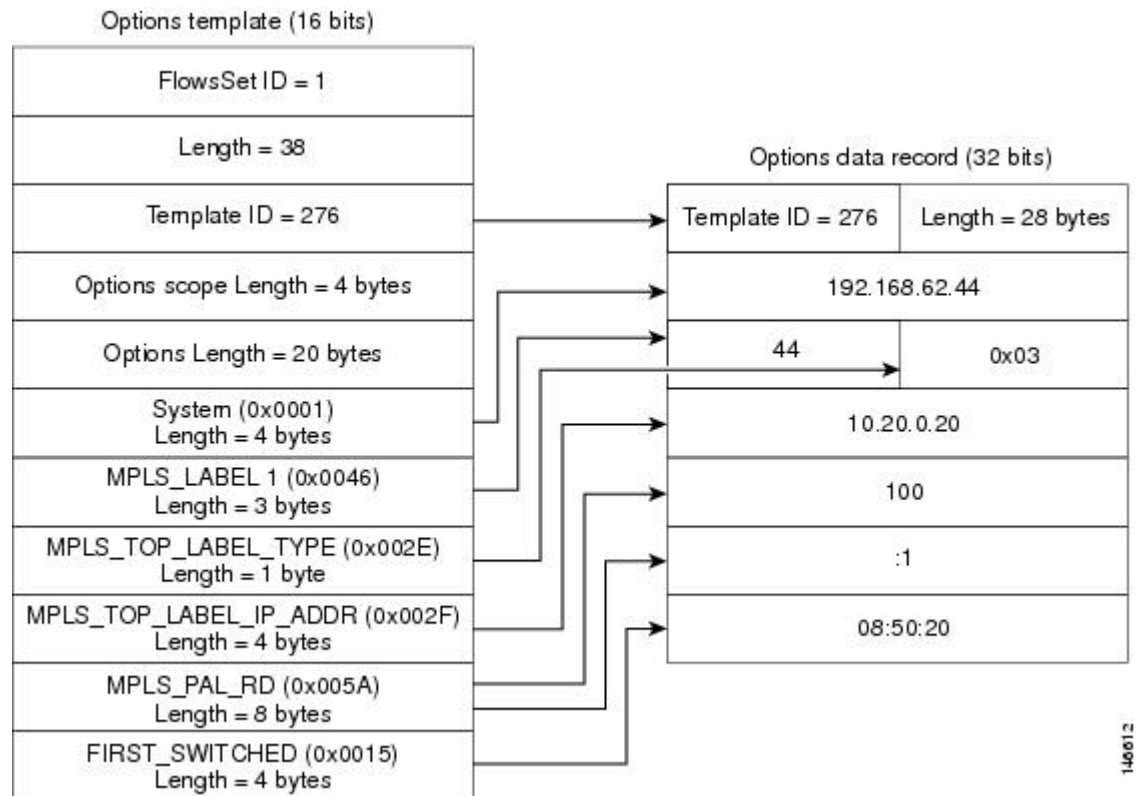 Options template (16 bits)
FlowsSet ID = 1
Length = 38
Template ID = 276
Options scope Length = 4 bytes
Options Length = 20 bytes
System (0x0001)
Length = 4 bytes
MPLS_LABEL 1 (0x0046)
Length = 3 bytes
MPLS_TOP_LABEL_TYPE (0x002E)
Length = 1 byte
MPLS_TOP_LABEL_IP_ADDR (0x002F)
Length = 4 bytes
MPLS_PAL_RD (0x005A)
Length = 8 bytes
FIRST_SWITCHED (0x0015)
Length = 4 bytes
Options data record (32 bits)
Template ID = 276
Length = 28 bytes
192.168.62.44
44
0x03
10.20.0.20
100
:1
08:50:20
146612